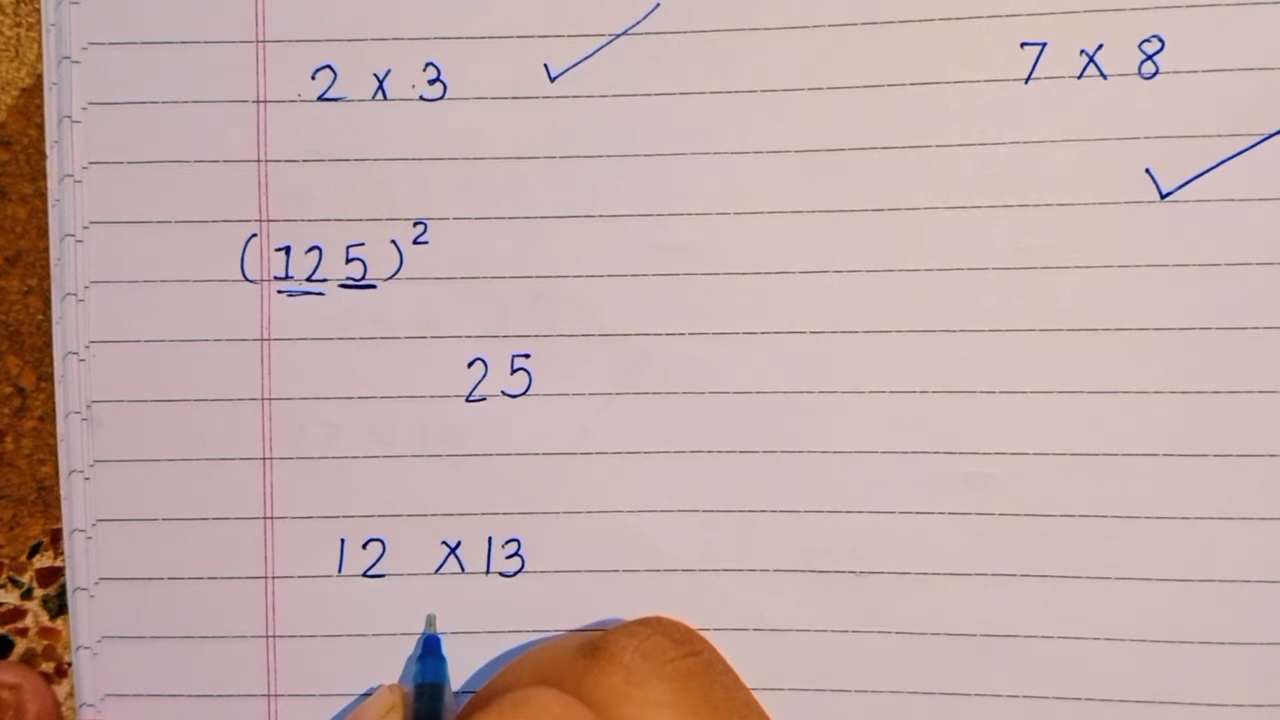 2 x 3 ✓ 7 x 8 ✓
(125)²
25
12 x 13